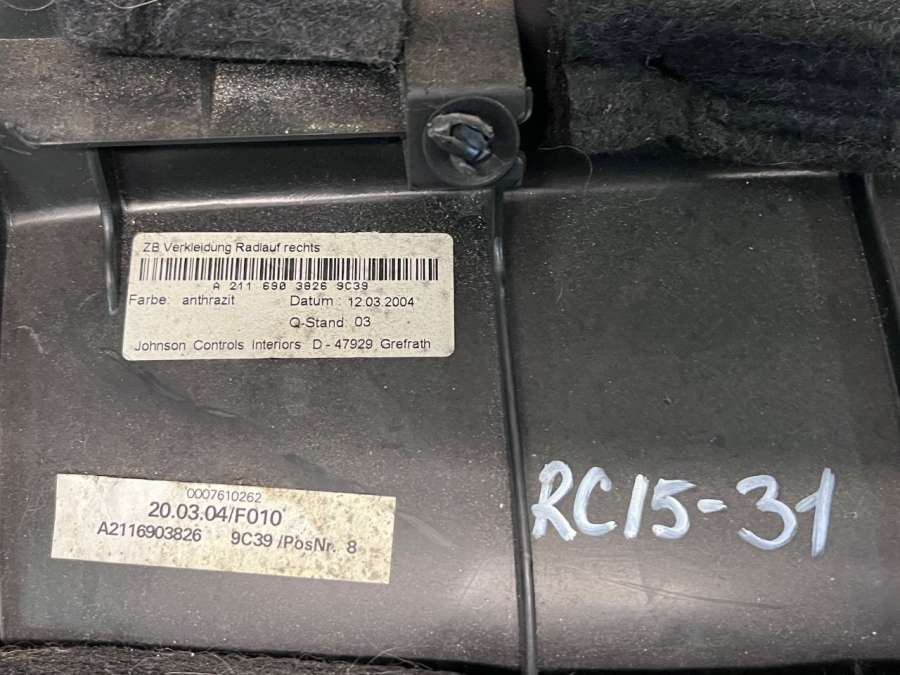 ZB Verkleidung Radlauf rechts
A 211 690 3826 9C39
Farbe: anthrazit Datum : 12.03.2004
Q-Stand: 03
Johnson Controls Interiors D - 47929 Grefrath
0007610262
20.03.04/F010
A2116903826 9C39 /PosNr. 8
RC15-31